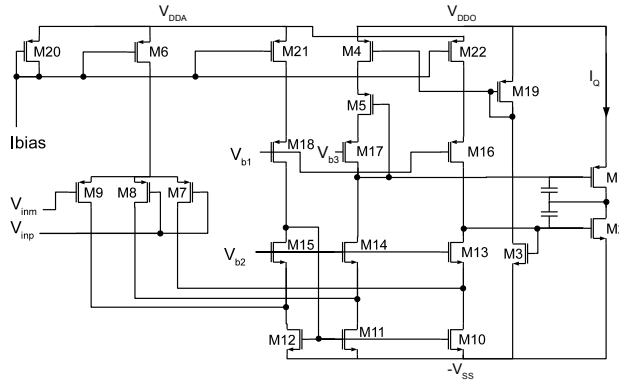 V_DDA V_DDO
M20 M6 M21 M4 M22
M19 I_Q
M5
Ibias
M18 M17 M16
V_b1 V_b3
M9 M8 M7 M
V_inm
V_inp
M2
V_b2 M15 M14 M13 M3
M12 M11 M10
-V_SS